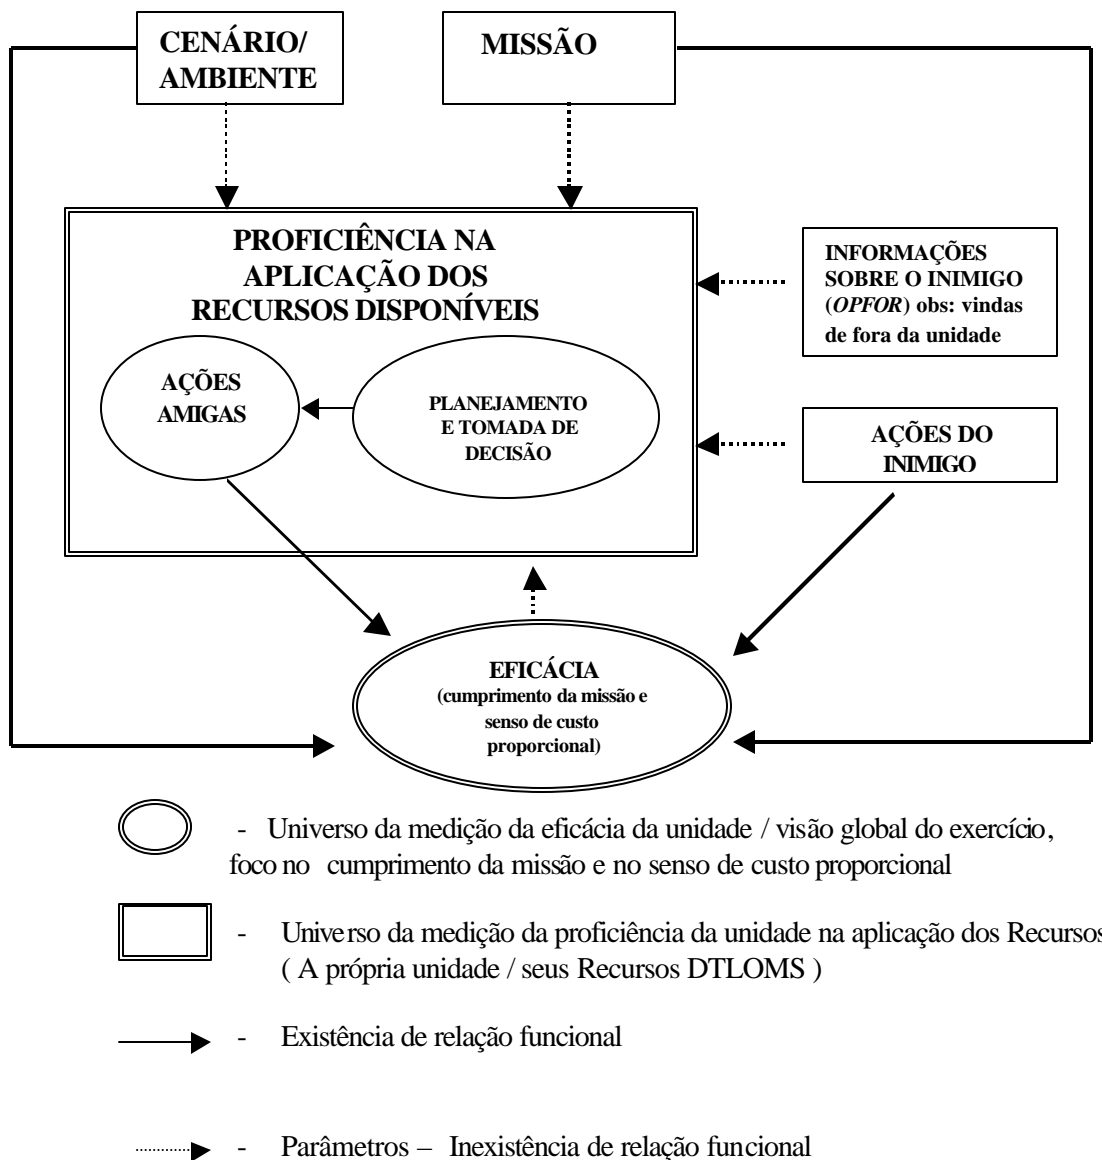 CENÁRIO/
AMBIENTE
MISSÃO
PROFICIÊNCIA NA
APLICAÇÃO DOS
RECURSOS DISPONÍVEIS
INFORMAÇÕES
SOBRE O INIMIGO
(OPFOR) obs: vindas
de fora da unidade
AÇÕES
AMIGAS
PLANEJAMENTO
E TOMADA DE
DECISÃO
AÇÕES DO
INIMIGO
EFICÁCIA
(cumprimento da missão e
senso de custo
proporcional)
- Universo da medição da eficácia da unidade / visão global do exercício,
foco no cumprimento da missão e no senso de custo proporcional
- Universo da medição da proficiência da unidade na aplicação dos Recursos
( A própria unidade / seus Recursos DTLOMS )
- Existência de relação funcional
- Parâmetros – Inexistência de relação funcional